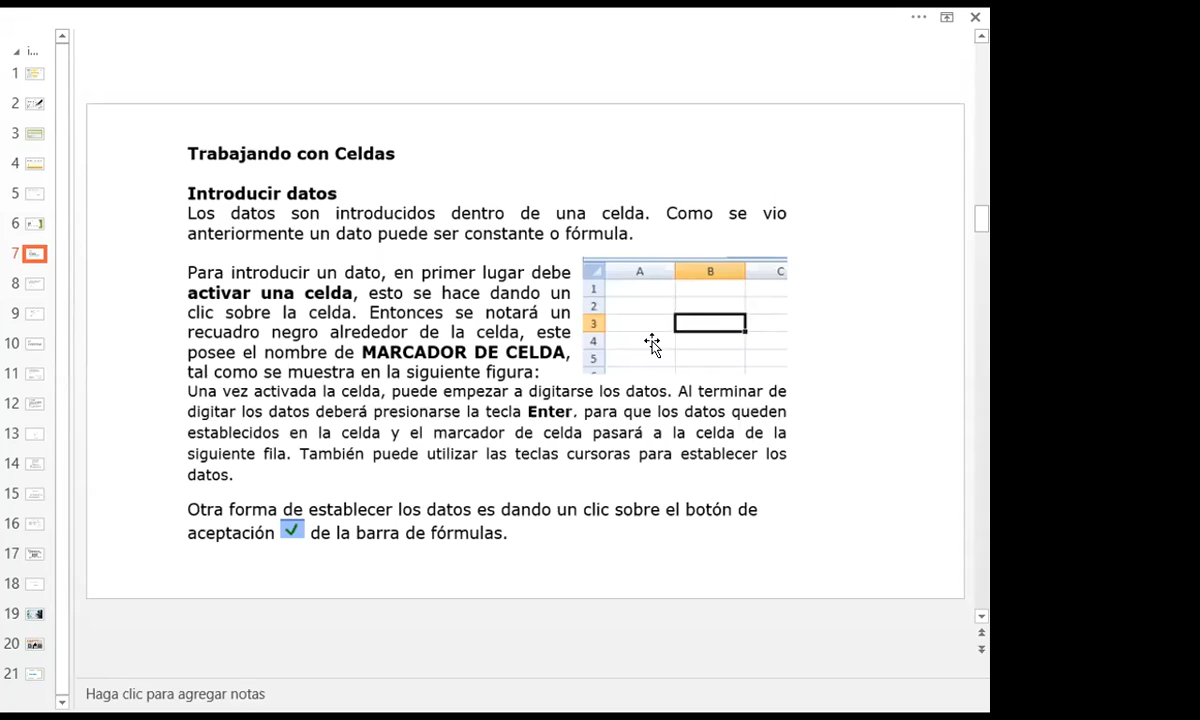 i...
1
2
3
4
5
6
7
8
9
10
11
12
13
14
15
16
17
18
19
20
21
Trabajando con Celdas
Introducir datos
Los datos son introducidos dentro de una celda. Como se vio
anteriormente un dato puede ser constante o fórmula.
Para introducir un dato, en primer lugar debe
activar una celda, esto se hace dando un
clic sobre la celda. Entonces se notará un
recuadro negro alrededor de la celda, este
posee el nombre de MARCADOR DE CELDA,
tal como se muestra en la siguiente figura:
A B C
1
2
3
4
5
Una vez activada la celda, puede empezar a digitarse los datos. Al terminar de
digitar los datos deberá presionarse la tecla Enter. para que los datos queden
establecidos en la celda y el marcador de celda pasará a la celda de la
siguiente fila. También puede utilizar las teclas cursoras para establecer los
datos.
Otra forma de establecer los datos es dando un clic sobre el botón de
aceptación de la barra de fórmulas.
Haga clic para agregar notas